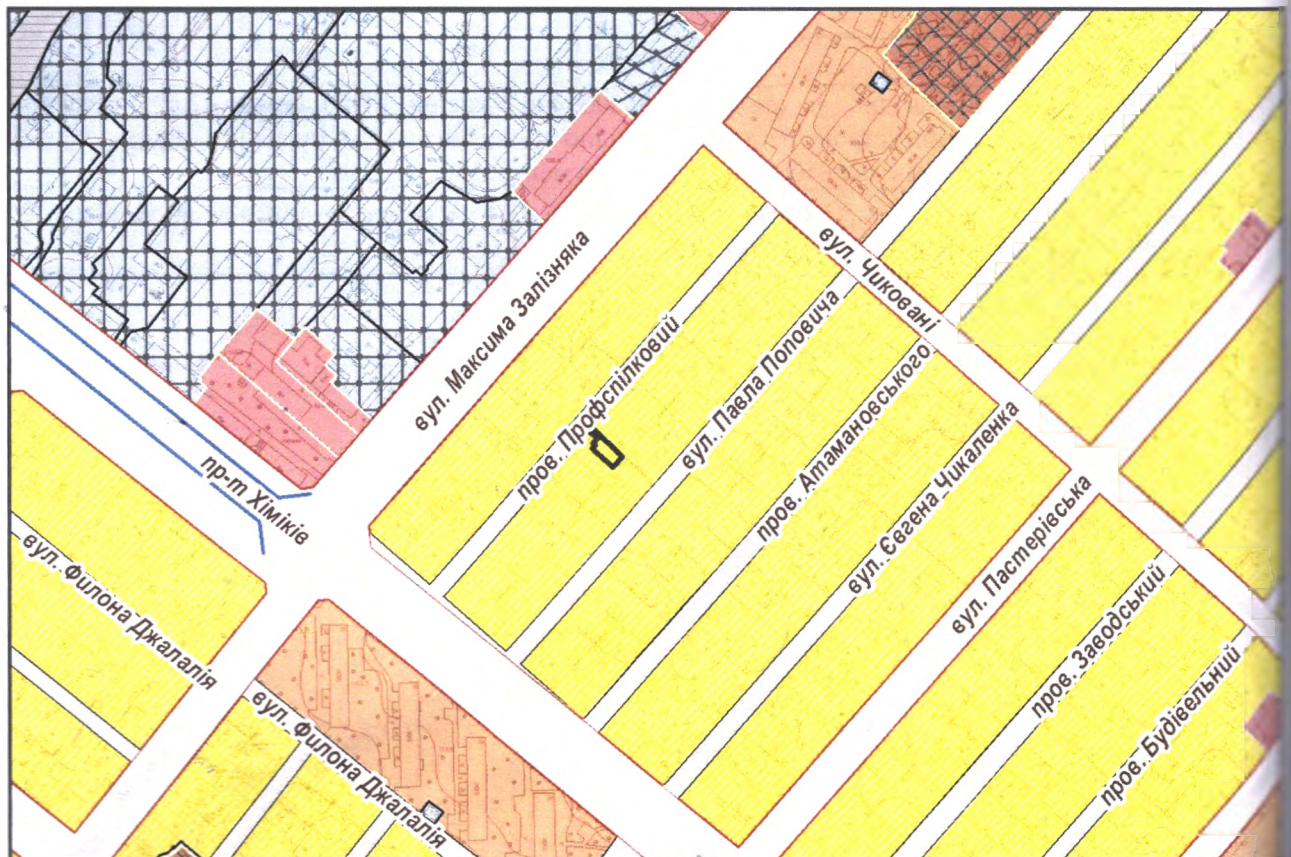 вул. Чиковані
вул. Максима Залізняка
пров. Профспілковий
вул. Павла Поповича
пров. Атамановського
вул. Євгена Чикаленка
вул. Пастерівська
пров. Заводський
пров. Будівельний
пр-т Хіміків
вул. Филона Джалалія
вул. Филона Джалалія